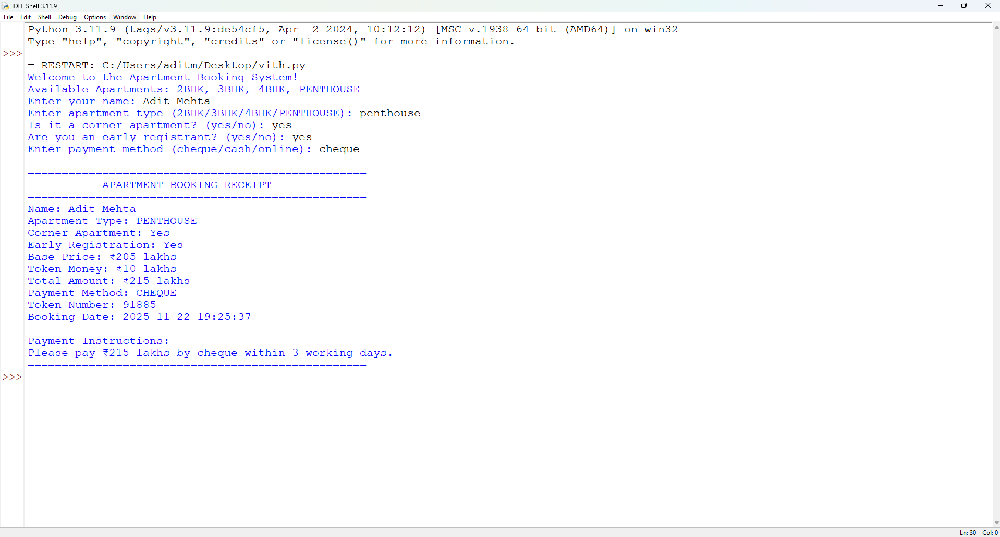 IDLE Shell 3.11.9
File Edit Shell Debug Options Window Help
Python 3.11.9 (tags/v3.11.9:de54cf5, Apr  2 2024, 10:12:12) [MSC v.1938 64 bit (AMD64)] on win32
Type "help", "copyright", "credits" or "license()" for more information.
>>>
= RESTART: C:/Users/aditm/Desktop/vith.py
Welcome to the Apartment Booking System!
Available Apartments: 2BHK, 3BHK, 4BHK, PENTHOUSE
Enter your name: Adit Mehta
Enter apartment type (2BHK/3BHK/4BHK/PENTHOUSE): penthouse
Is it a corner apartment? (yes/no): yes
Are you an early registrant? (yes/no): yes
Enter payment method (cheque/cash/online): cheque
==================================================
APARTMENT BOOKING RECEIPT
==================================================
Name: Adit Mehta
Apartment Type: PENTHOUSE
Corner Apartment: Yes
Early Registration: Yes
Base Price: ₹205 lakhs
Token Money: ₹10 lakhs
Total Amount: ₹215 lakhs
Payment Method: CHEQUE
Token Number: 91885
Booking Date: 2025-11-22 19:25:37
Payment Instructions:
Please pay ₹215 lakhs by cheque within 3 working days.
==================================================
>>>
Ln: 30 Col: 0